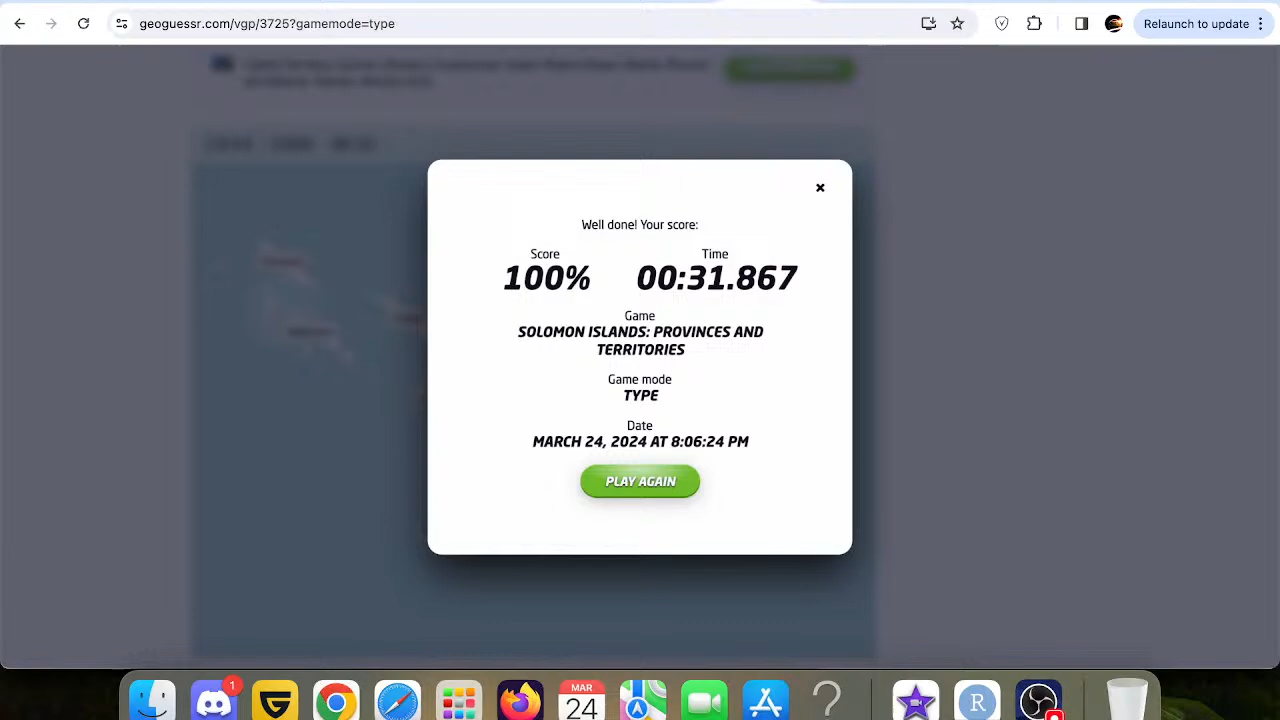 geoguessr.com/vgp/3725?gamemode=type
Relaunch to update
Well done! Your score:
Score
100%
Time
00:31.867
Game
SOLOMON ISLANDS: PROVINCES AND
TERRITORIES
Game mode
TYPE
Date
MARCH 24, 2024 AT 8:06:24 PM
PLAY AGAIN
1
MAR
24
R